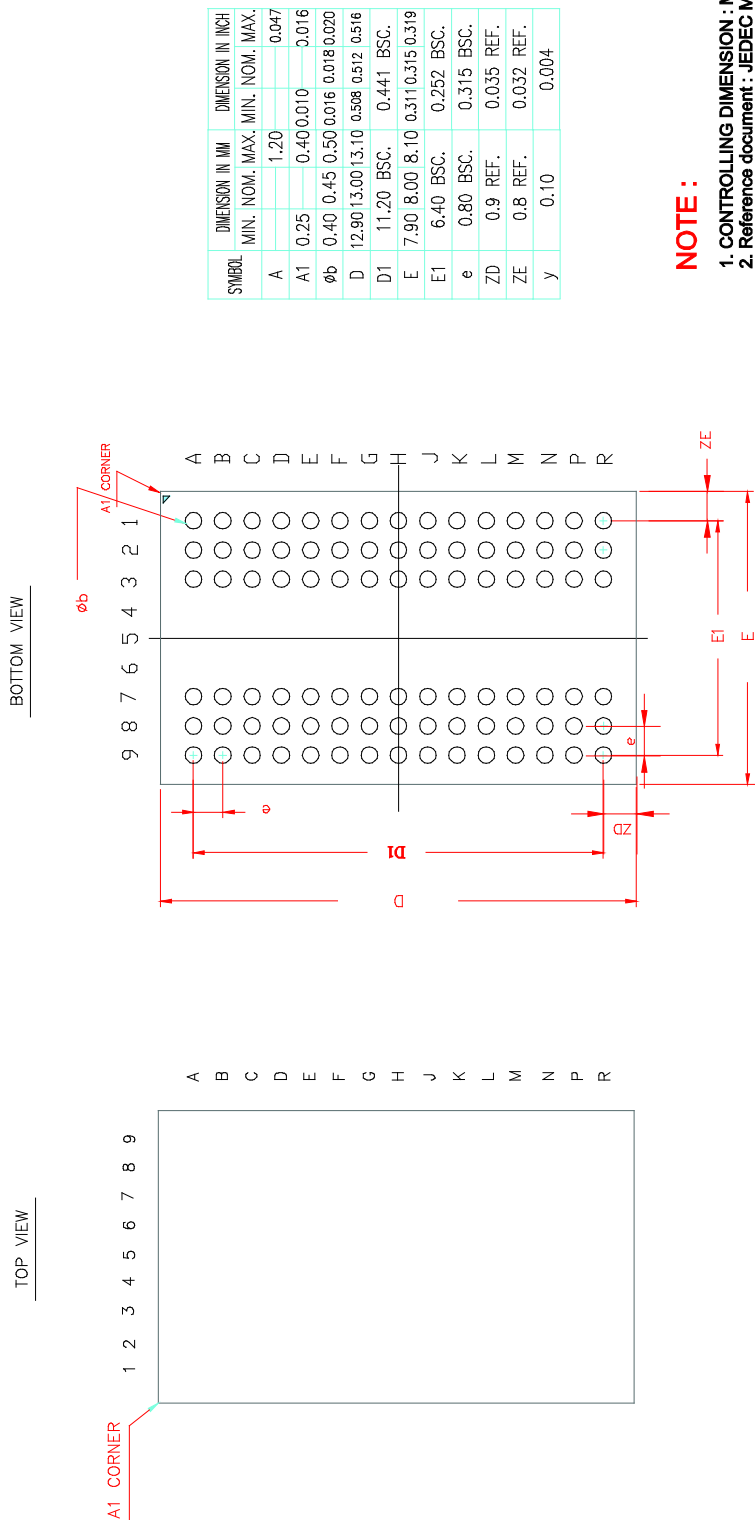 TOP VIEW
A1 CORNER
1 2 3 4 5 6 7 8 9
A
B
C
D
E
F
G
H
J
K
L
M
N
P
R
BOTTOM VIEW
Øb
A1 CORNER
9 8 7 6 5 4 3 2 1
A
B
C
D
E
F
G
H
J
K
L
M
N
P
R
e
D1
D
ZD
e
E1
E
ZE
SYMBOL DIMENSION IN MM DIMENSION IN INCH
MIN. NOM. MAX. MIN. NOM. MAX.
A 1.20 0.047
A1 0.25 0.40 0.010 0.016
Øb 0.40 0.45 0.50 0.016 0.018 0.020
D 12.90 13.00 13.10 0.508 0.512 0.516
D1 11.20 BSC. 0.441 BSC.
E 7.90 8.00 8.10 0.311 0.315 0.319
E1 6.40 BSC. 0.252 BSC.
e 0.80 BSC. 0.315 BSC.
ZD 0.9 REF. 0.035 REF.
ZE 0.8 REF. 0.032 REF.
y 0.10 0.004
NOTE :
1. CONTROLLING DIMENSION :
2. Reference document : JEDEC